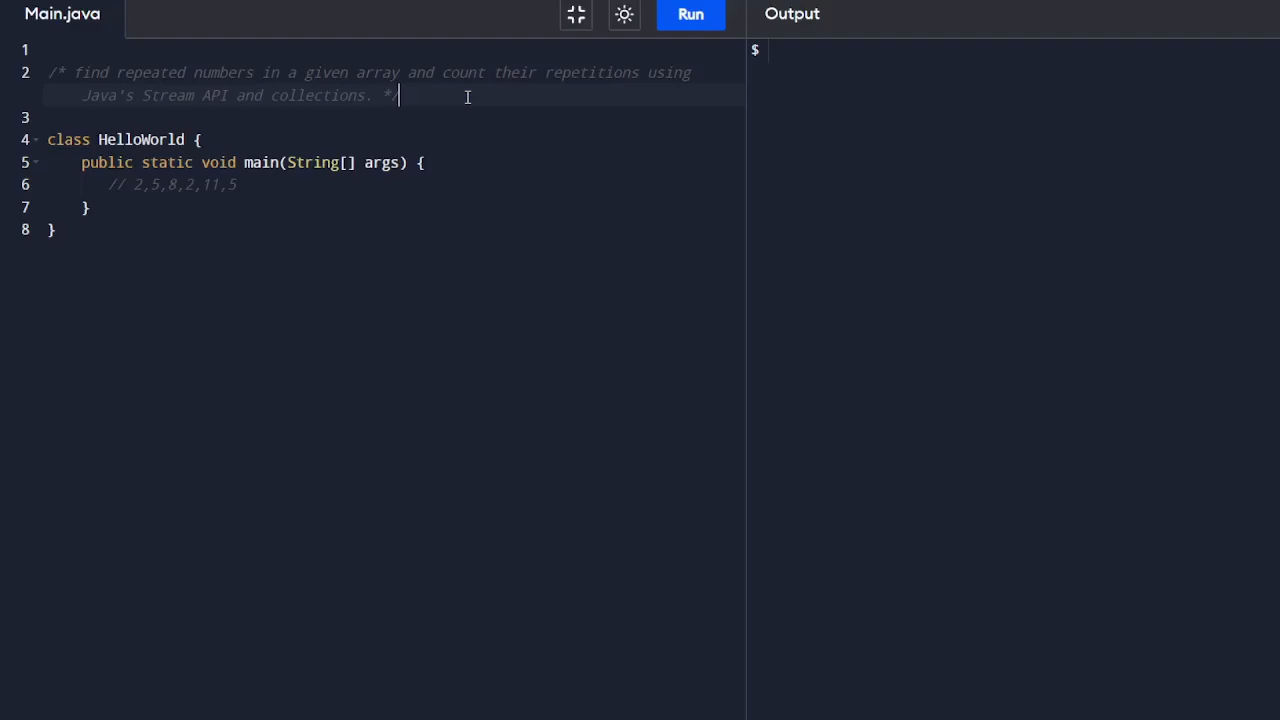 Main.java
Run
Output
1
$
2 /* find repeated numbers in a given array and count their repetitions using
Java's Stream API and collections. */
3
4 class HelloWorld {
5 public static void main(String[] args) {
6 // 2,5,8,2,11,5
7 }
8 }